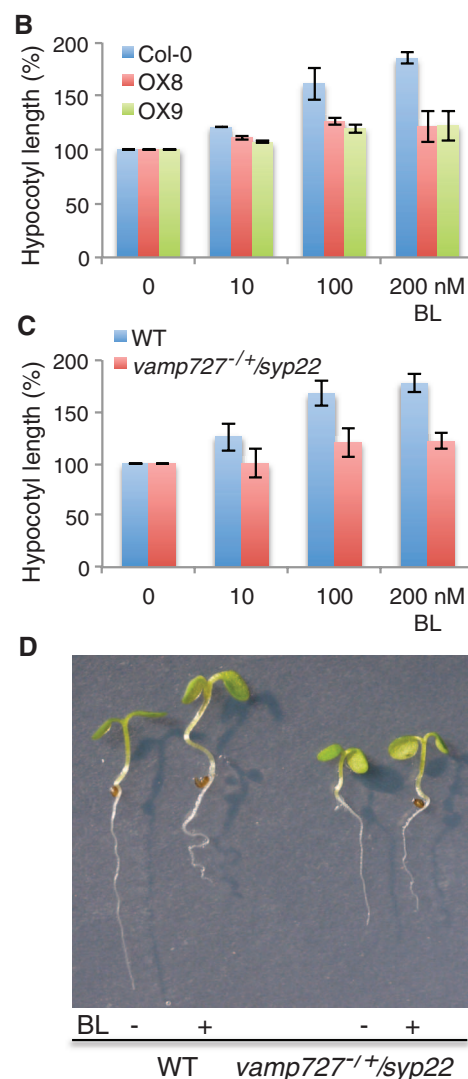 B
Hypocotyl length (%)
200
150
100
50
0
Col-0
OX8
OX9
0 10 100 200 nM
BL
C
Hypocotyl length (%)
200
150
100
50
0
WT
vamp727-/+/syp22
0 10 100 200 nM
BL
D
BL - + - +
WT vamp727-/+/syp22